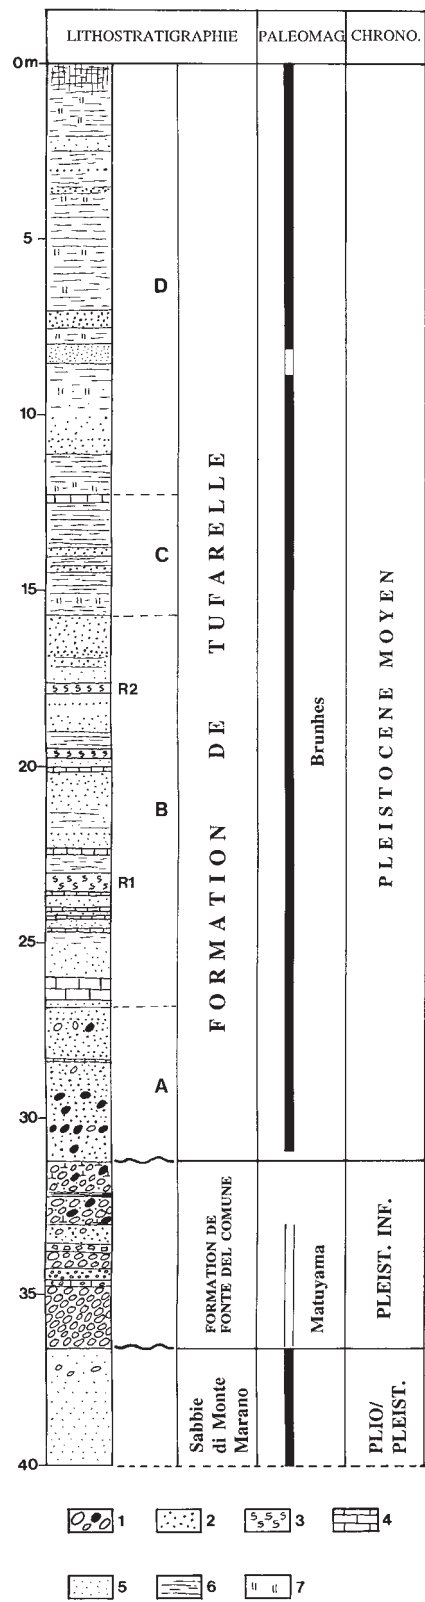 LITHOSTRATIGRAPHIE PALEOMAG CHRONO.
0m
5
10
15
20
25
30
35
40
D
C
B
A
R2
R1
FORMATION DE TUFARELLE
FORMATION DE
FONTE DEL COMUNE
Sabbie
di Monte
Marano
Brunhes
Matuyama
PLEISTOCENE MOYEN
PLEIST. INF.
PLIO/
PLEIST.
1 2 3 4
5 6 7